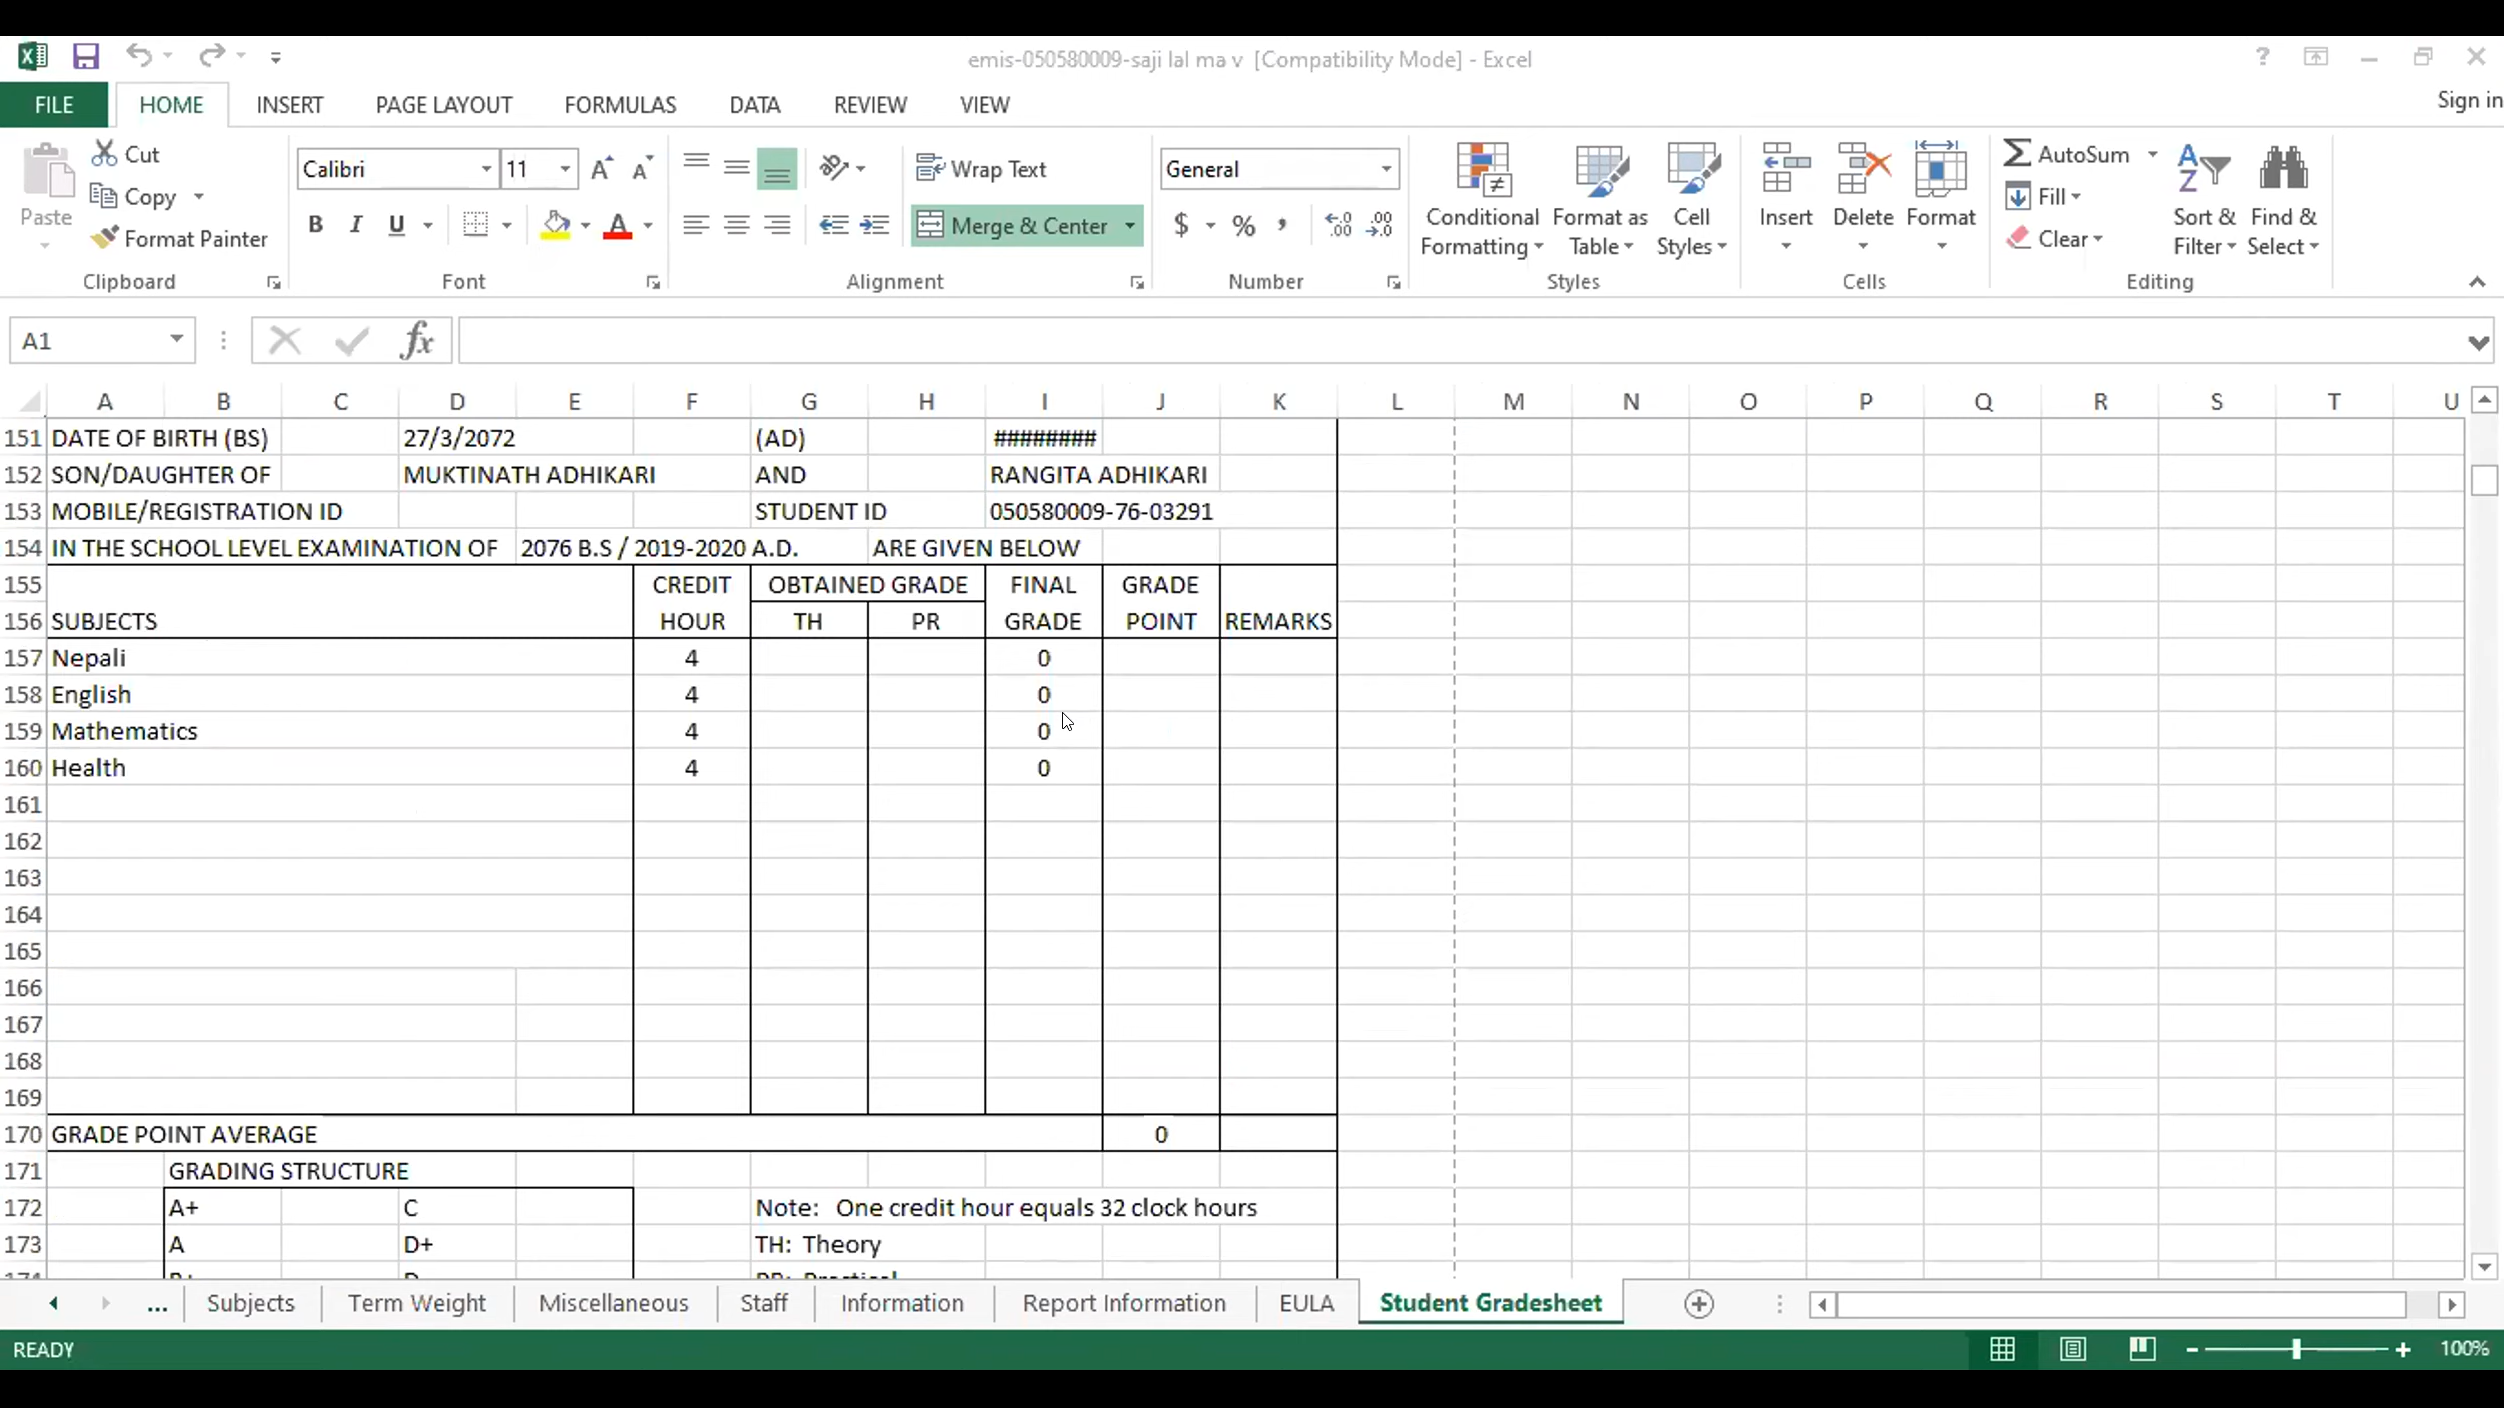 emis-050580009-saji lal ma v  [Compatibility Mode] - Excel
?
FILE HOME INSERT PAGE LAYOUT FORMULAS DATA REVIEW VIEW Sign in
Paste
Cut
Copy
Format Painter
Clipboard
Calibri 11
B I U
Font
Wrap Text
Merge & Center
Alignment
General
$ % ,
Number
Conditional Formatting
Format as Table
Cell Styles
Styles
Insert Delete Format
Cells
AutoSum
Fill
Clear
Sort & Filter
Find & Select
Editing
A1 fx
A B C D E F G H I J K L M N O P Q R S T U
151 DATE OF BIRTH (BS) 27/3/2072 (AD) ########
152 SON/DAUGHTER OF MUKTINATH ADHIKARI AND RANGITA ADHIKARI
153 MOBILE/REGISTRATION ID STUDENT ID 050580009-76-03291
154 IN THE SCHOOL LEVEL EXAMINATION OF 2076 B.S / 2019-2020 A.D. ARE GIVEN BELOW
155 CREDIT OBTAINED GRADE FINAL GRADE
156 SUBJECTS HOUR TH PR GRADE POINT REMARKS
157 Nepali 4 0
158 English 4 0
159 Mathematics 4 0
160 Health 4 0
161
162
163
164
165
166
167
168
169
170 GRADE POINT AVERAGE 0
171 GRADING STRUCTURE
172 A+ C Note: One credit hour equals 32 clock hours
173 A D+ TH: Theory
... Subjects Term Weight Miscellaneous Staff Information Report Information EULA Student Gradesheet
READY 100%